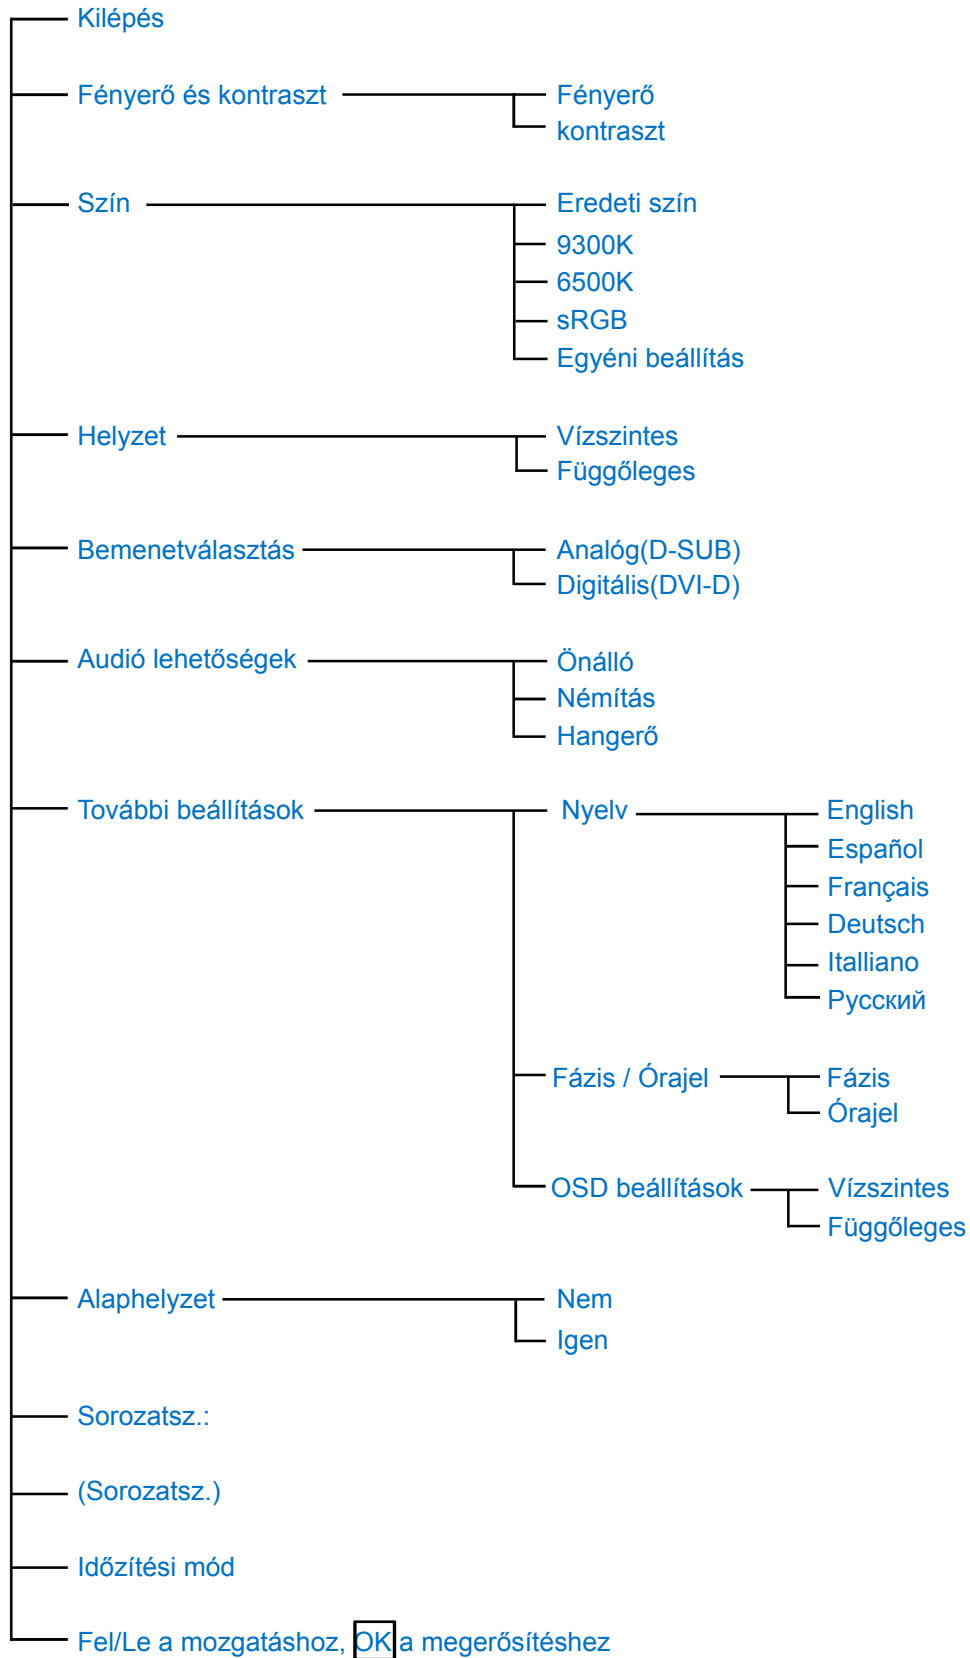 Kilépés
Fényerő és kontraszt
Fényerő
kontraszt
Szín
Eredeti szín
9300K
6500K
sRGB
Egyéni beállítás
Helyzet
Vízszintes
Függőleges
Bemenetválasztás
Analóg(D-SUB)
Digitális(DVI-D)
Audió lehetőségek
Önálló
Némítás
Hangerő
További beállítások
Nyelv
English
Español
Français
Deutsch
Italliano
Русский
Fázis / Órajel
Fázis
Órajel
OSD beállítások
Vízszintes
Függőleges
Alaphelyzet
Nem
Igen
Sorozatsz.:
(Sorozatsz.)
Időzítési mód
Fel/Le a mozgatáshoz, OK a megerősítéshez